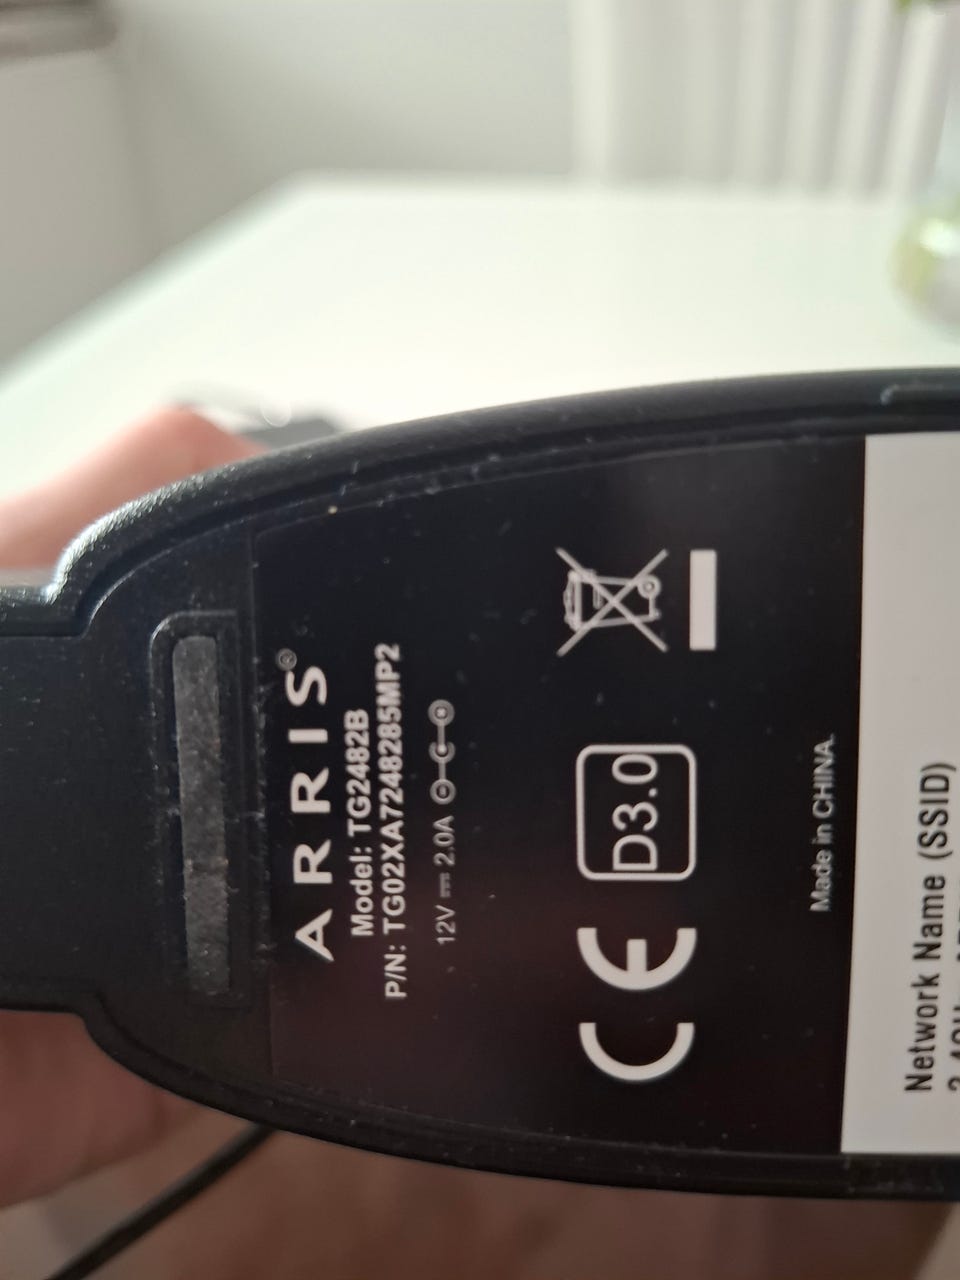 ARRIS®
Model: TG2482B
P/N: TG02XA7248285MP2
12V ⎓ 2.0A
CE D3.0
Made in CHINA.
Network Name (SSID)